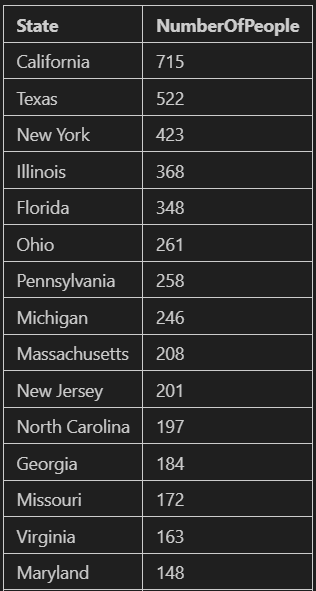 State NumberOfPeople
California 715
Texas 522
New York 423
Illinois 368
Florida 348
Ohio 261
Pennsylvania 258
Michigan 246
Massachusetts 208
New Jersey 201
North Carolina 197
Georgia 184
Missouri 172
Virginia 163
Maryland 148